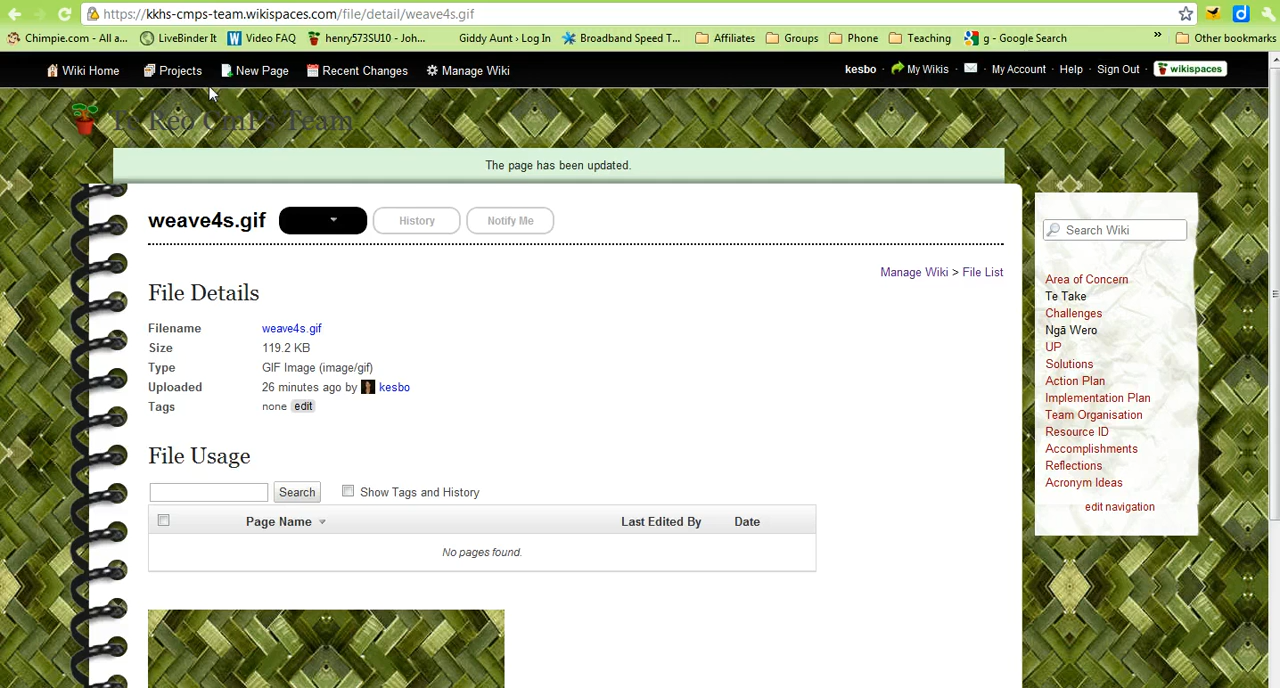 https://kkhs-cmps-team.wikispaces.com/file/detail/weave4s.gif
Chimpie.com - All a... LiveBinder It Video FAQ henry573SU10 - Joh... Giddy Aunt › Log In Broadband Speed T... Affiliates Groups Phone Teaching g - Google Search » Other bookmarks
Wiki Home Projects New Page Recent Changes Manage Wiki kesbo · My Wikis · · My Account · Help · Sign Out · wikispaces
Te Reo CmPs Team
The page has been updated.
weave4s.gif History Notify Me
Search Wiki
Manage Wiki > File List
File Details
Filename weave4s.gif
Size 119.2 KB
Type GIF Image (image/gif)
Uploaded 26 minutes ago by kesbo
Tags none edit
File Usage
Search Show Tags and History
Page Name Last Edited By Date
No pages found.
Area of Concern
Te Take
Challenges
Ngā Wero
UP
Solutions
Action Plan
Implementation Plan
Team Organisation
Resource ID
Accomplishments
Reflections
Acronym Ideas
edit navigation